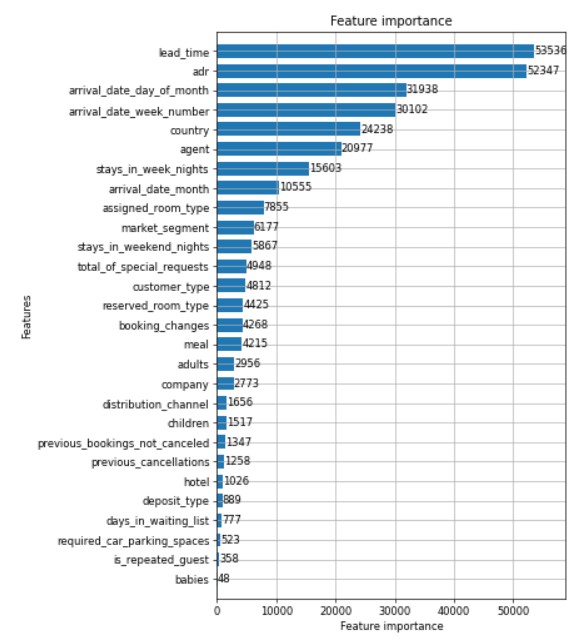 Feature importance
lead_time 53536
adr 52347
arrival_date_day_of_month 31938
arrival_date_week_number 30102
country 24238
agent 20977
stays_in_week_nights 15603
arrival_date_month 10555
assigned_room_type 7855
market_segment 6177
stays_in_weekend_nights 5867
total_of_special_requests 4948
customer_type 4812
reserved_room_type 4425
booking_changes 4268
meal 4215
adults 2956
company 2773
distribution_channel 1656
children 1517
previous_bookings_not_canceled 1347
previous_cancellations 1258
hotel 1026
deposit_type 889
days_in_waiting_list 777
required_car_parking_spaces 523
is_repeated_guest 358
babies 48
Features
0 10000 20000 30000 40000 50000
Feature importance